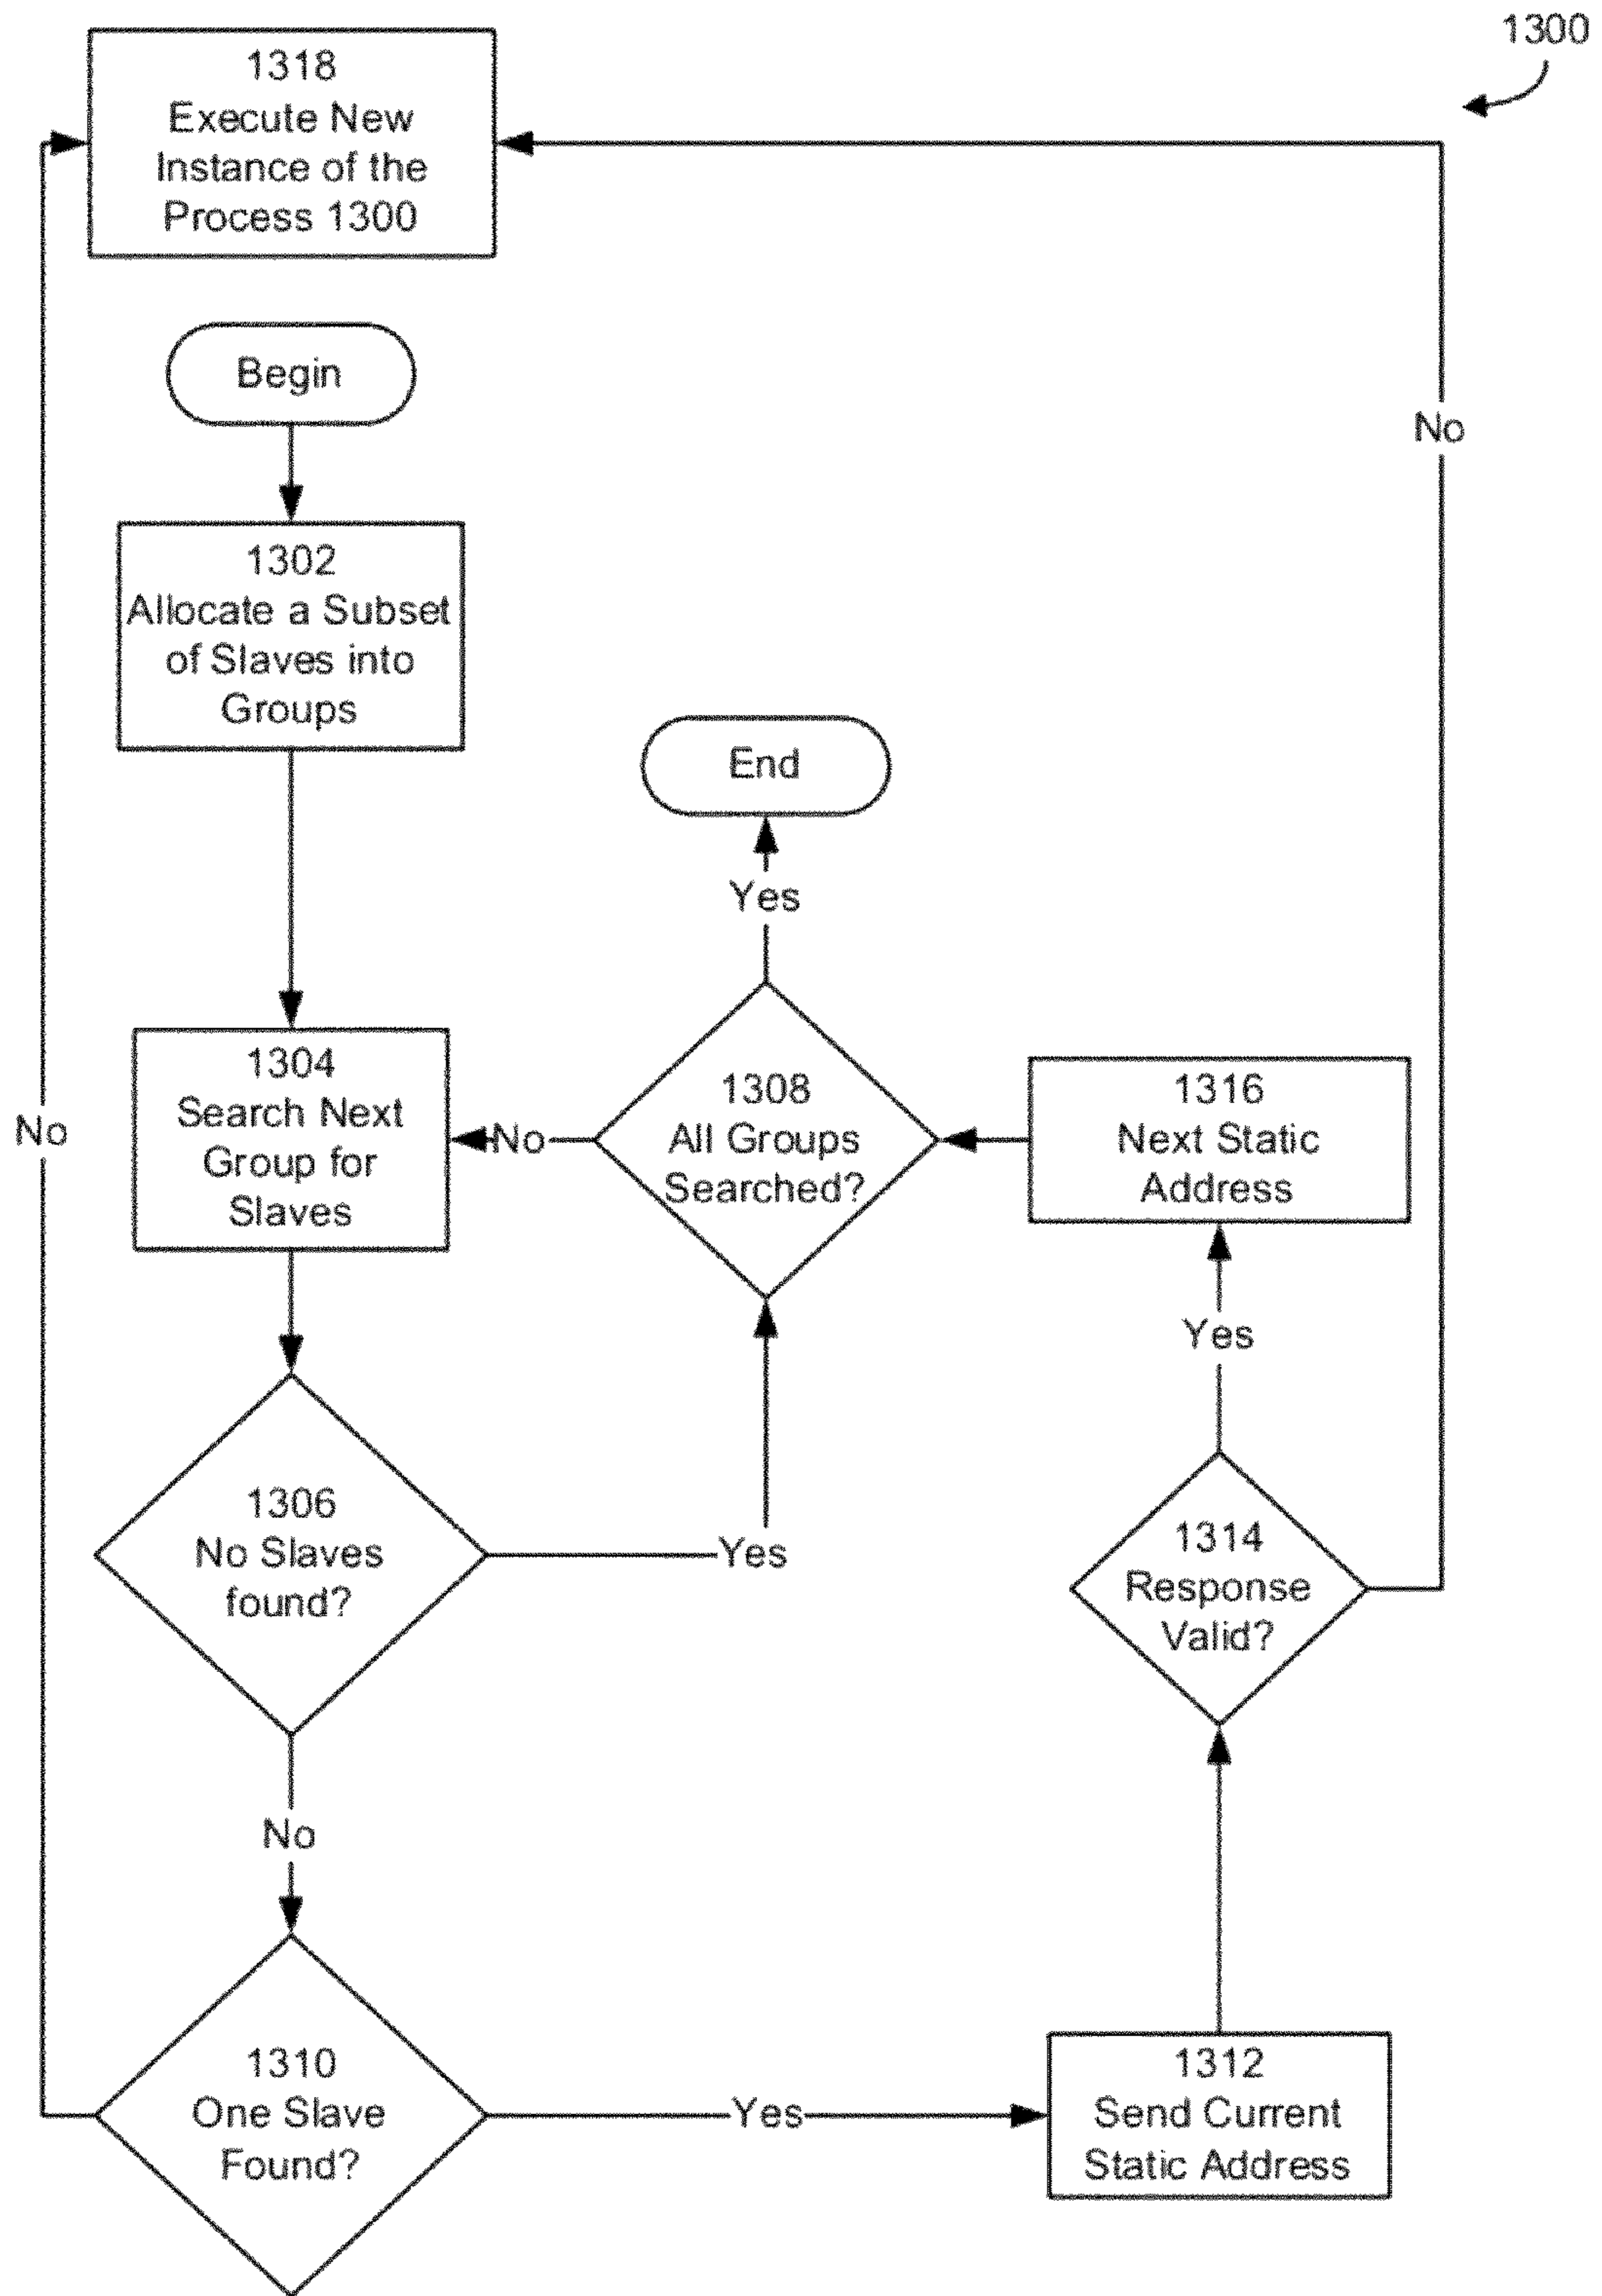 1300
1318
Execute New
Instance of the
Process 1300
Begin
No
1302
Allocate a Subset
of Slaves into
Groups
End
Yes
1304
Search Next
Group for
Slaves
No
No
1308
All Groups
Searched?
1316
Next Static
Address
Yes
1306
No Slaves
found?
Yes
1314
Response
Valid?
No
1310
One Slave
Found?
Yes
1312
Send Current
Static Address